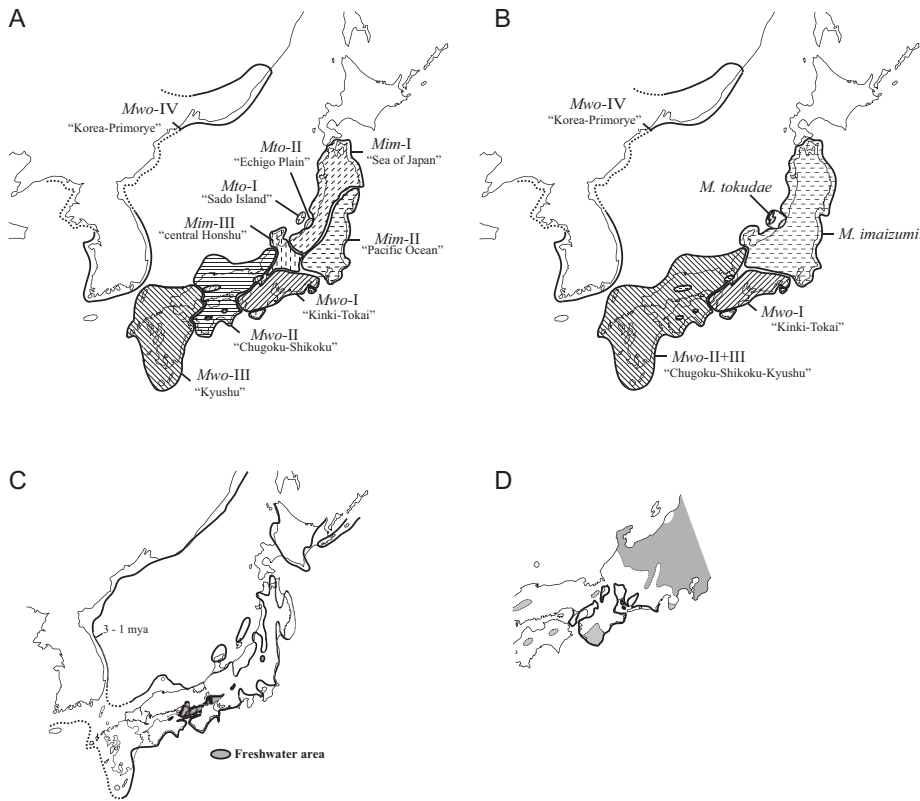 A
Mwo-IV
“Korea-Primorye”
Mto-II
“Echigo Plain”
Mim-I
“Sea of Japan”
Mto-I
“Sado Island”
Mim-III
“central Honshu”
Mim-II
“Pacific Ocean”
Mwo-I
“Kinki-Tokai”
Mwo-II
“Chugoku-Shikoku”
Mwo-III
“Kyushu”
B
Mwo-IV
“Korea-Primorye”
M. tokudae
M. imaizumii
Mwo-I
“Kinki-Tokai”
Mwo-II+III
“Chugoku-Shikoku-Kyushu”
C
3 - 1 mya
Freshwater area
D